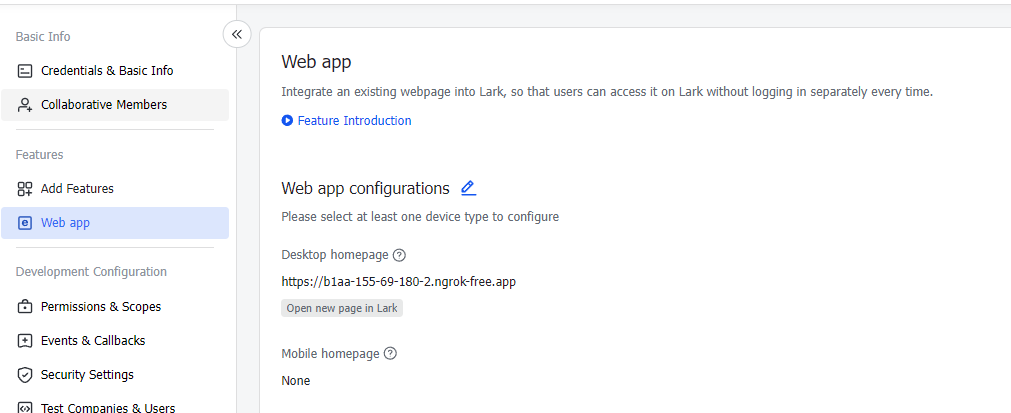 Basic Info
Credentials & Basic Info
Collaborative Members
Features
Add Features
Web app
Development Configuration
Permissions & Scopes
Events & Callbacks
Security Settings
Test Companies & Users
Web app
Integrate an existing webpage into Lark, so that users can access it on Lark without logging in separately every time.
Feature Introduction
Web app configurations
Please select at least one device type to configure
Desktop homepage
https://b1aa-155-69-180-2.ngrok-free.app
Open new page in Lark
Mobile homepage
None